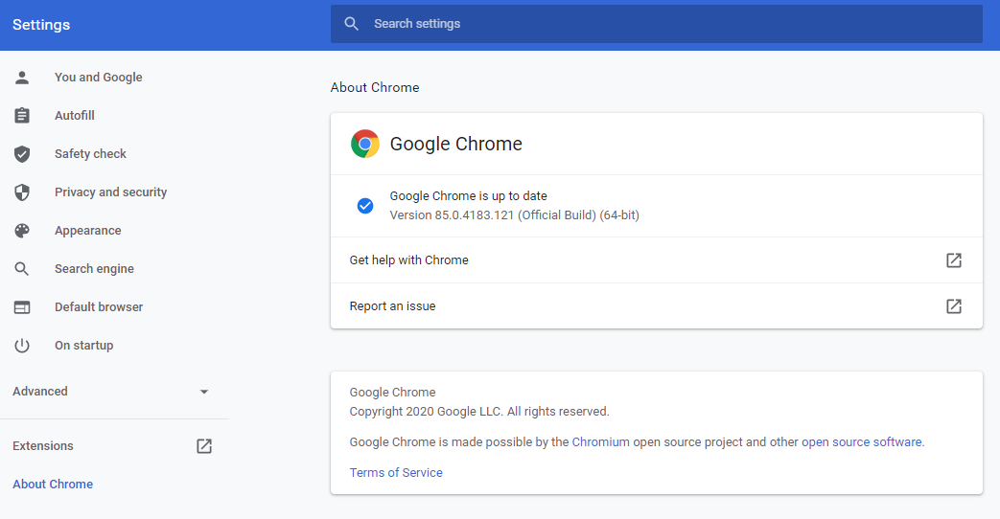 Settings
Search settings
You and Google
Autofill
Safety check
Privacy and security
Appearance
Search engine
Default browser
On startup
Advanced
Extensions
About Chrome
About Chrome
Google Chrome
Google Chrome is up to date
Version 85.0.4183.121 (Official Build) (64-bit)
Get help with Chrome
Report an issue
Google Chrome
Copyright 2020 Google LLC. All rights reserved.
Google Chrome is made possible by the Chromium open source project and other open source software.
Terms of Service